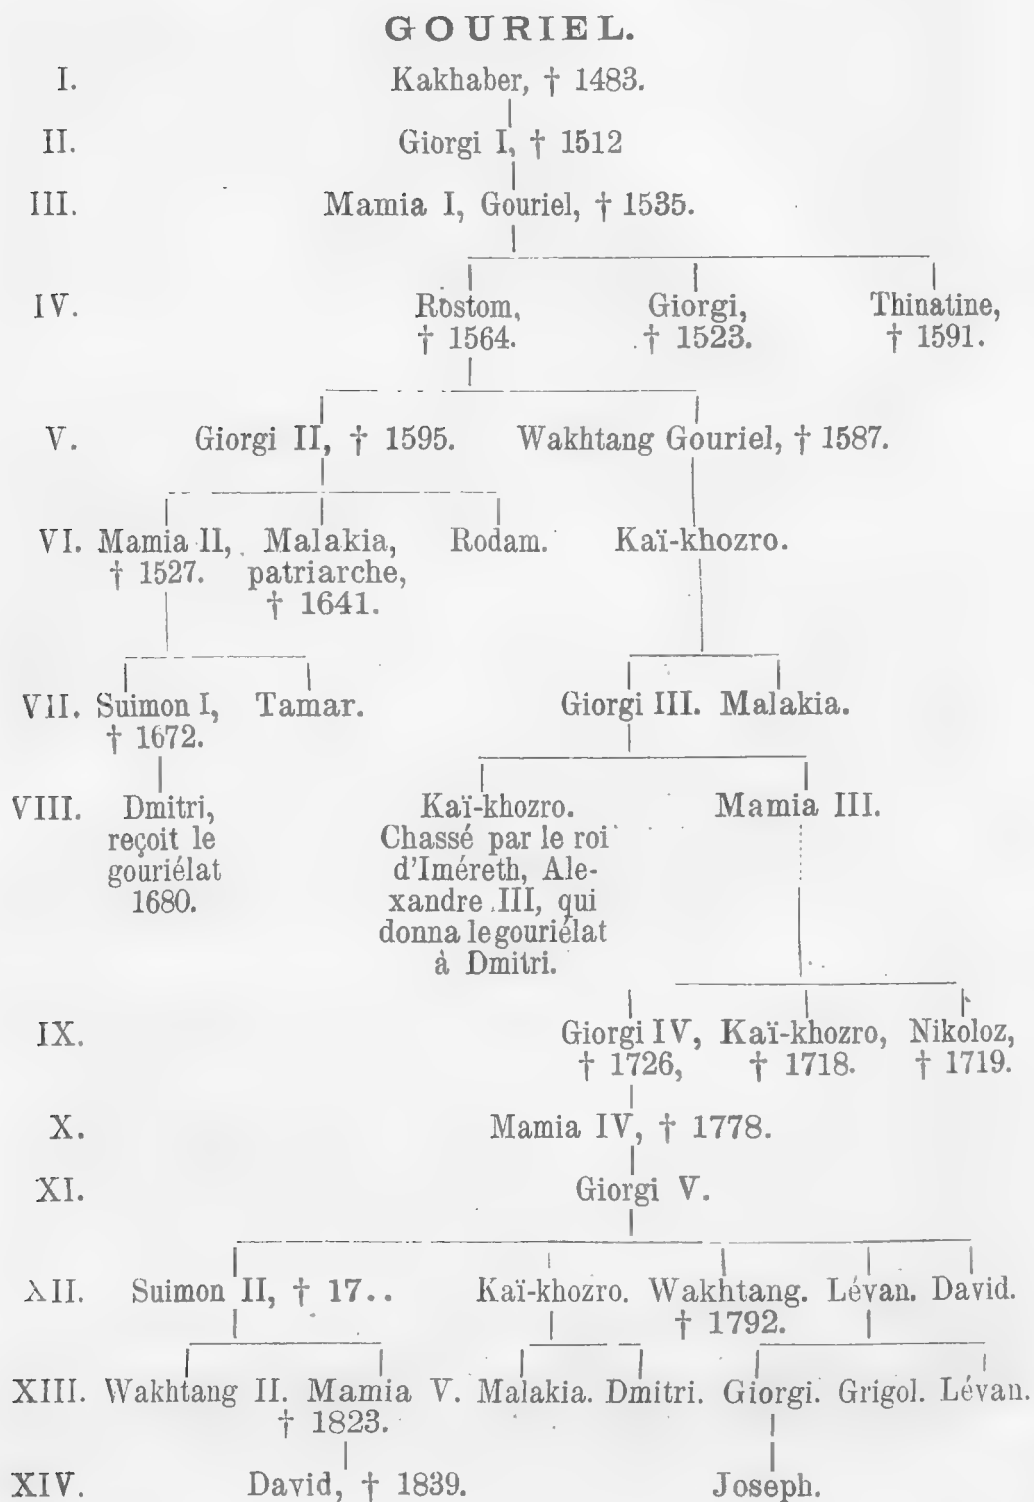 GOURIEL.
I. Kakhaber, † 1483.
II. Giorgi I, † 1512
III. Mamia I, Gouriel, † 1535.
IV. Rostom, Giorgi, Thinatine,
† 1564. † 1523. † 1591.
V. Giorgi II, † 1595. Wakhtang Gouriel, † 1587.
VI. Mamia II, Malakia, Rodam. Kaï-khozro.
† 1527. patriarche,
† 1641.
VII. Suimon I, Tamar. Giorgi III. Malakia.
† 1672.
VIII. Dmitri, Kaï-khozro. Mamia III.
reçoit le Chassé par le roi
gouriélat d'Iméreth, Ale-
1680. xandre III, qui
donna le gouriélat
à Dmitri.
IX. Giorgi IV, Kaï-khozro, Nikoloz,
† 1726, † 1718. † 1719.
X. Mamia IV, † 1778.
XI. Giorgi V.
XII. Suimon II, † 17.. Kaï-khozro. Wakhtang. Lévan. David.
† 1792.
XIII. Wakhtang II. Mamia V. Malakia. Dmitri. Giorgi. Grigol. Lévan.
† 1823.
XIV. David, † 1839. Joseph.